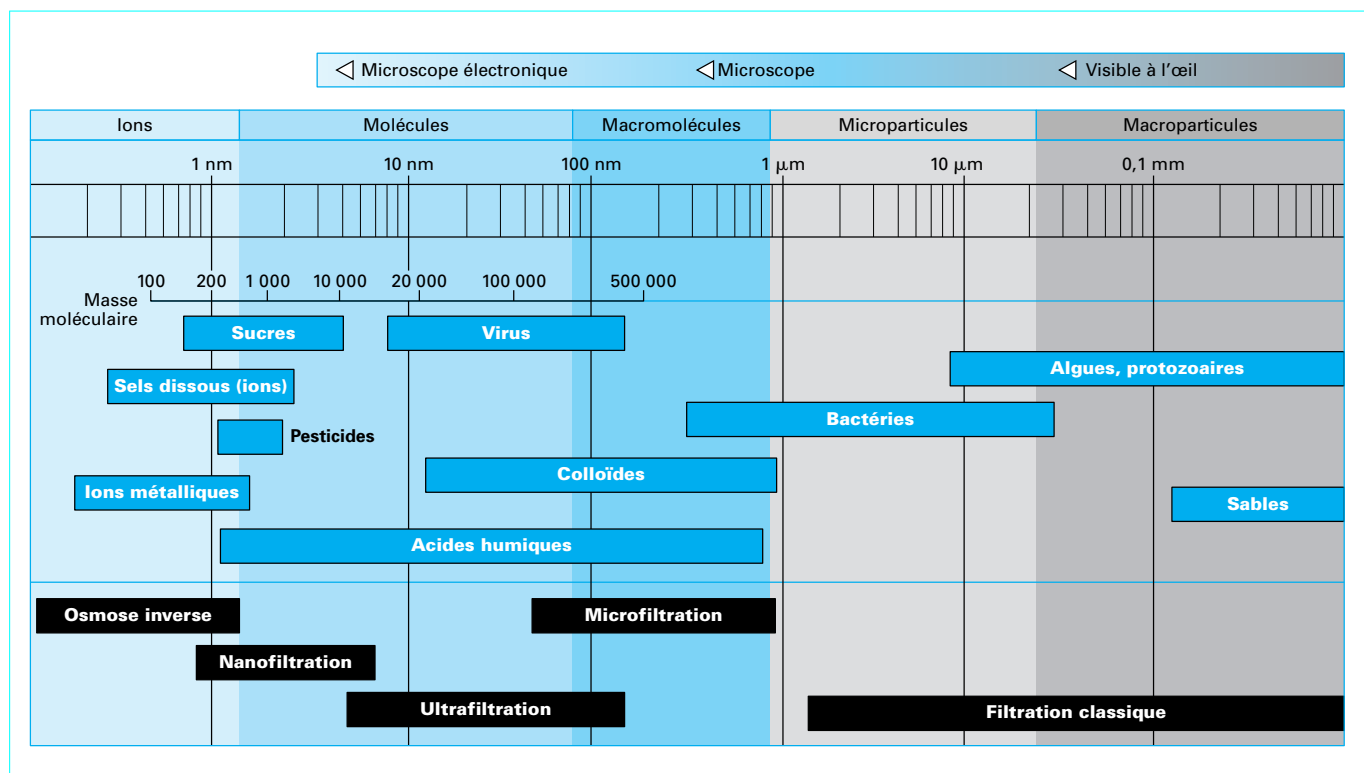 Microscope électronique
Microscope
Visible à l'œil
Ions
Molécules
Macromolécules
Microparticules
Macroparticules
1 nm
10 nm
100 nm
1 μm
10 μm
0,1 mm
100
200
1 000
10 000
20 000
100 000
500 000
Masse
moléculaire
Sucres
Virus
Algues, protozoaires
Sels dissous (ions)
Bactéries
Pesticides
Colloïdes
Ions métalliques
Sables
Acides humiques
Osmose inverse
Microfiltration
Nanofiltration
Ultrafiltration
Filtration classique